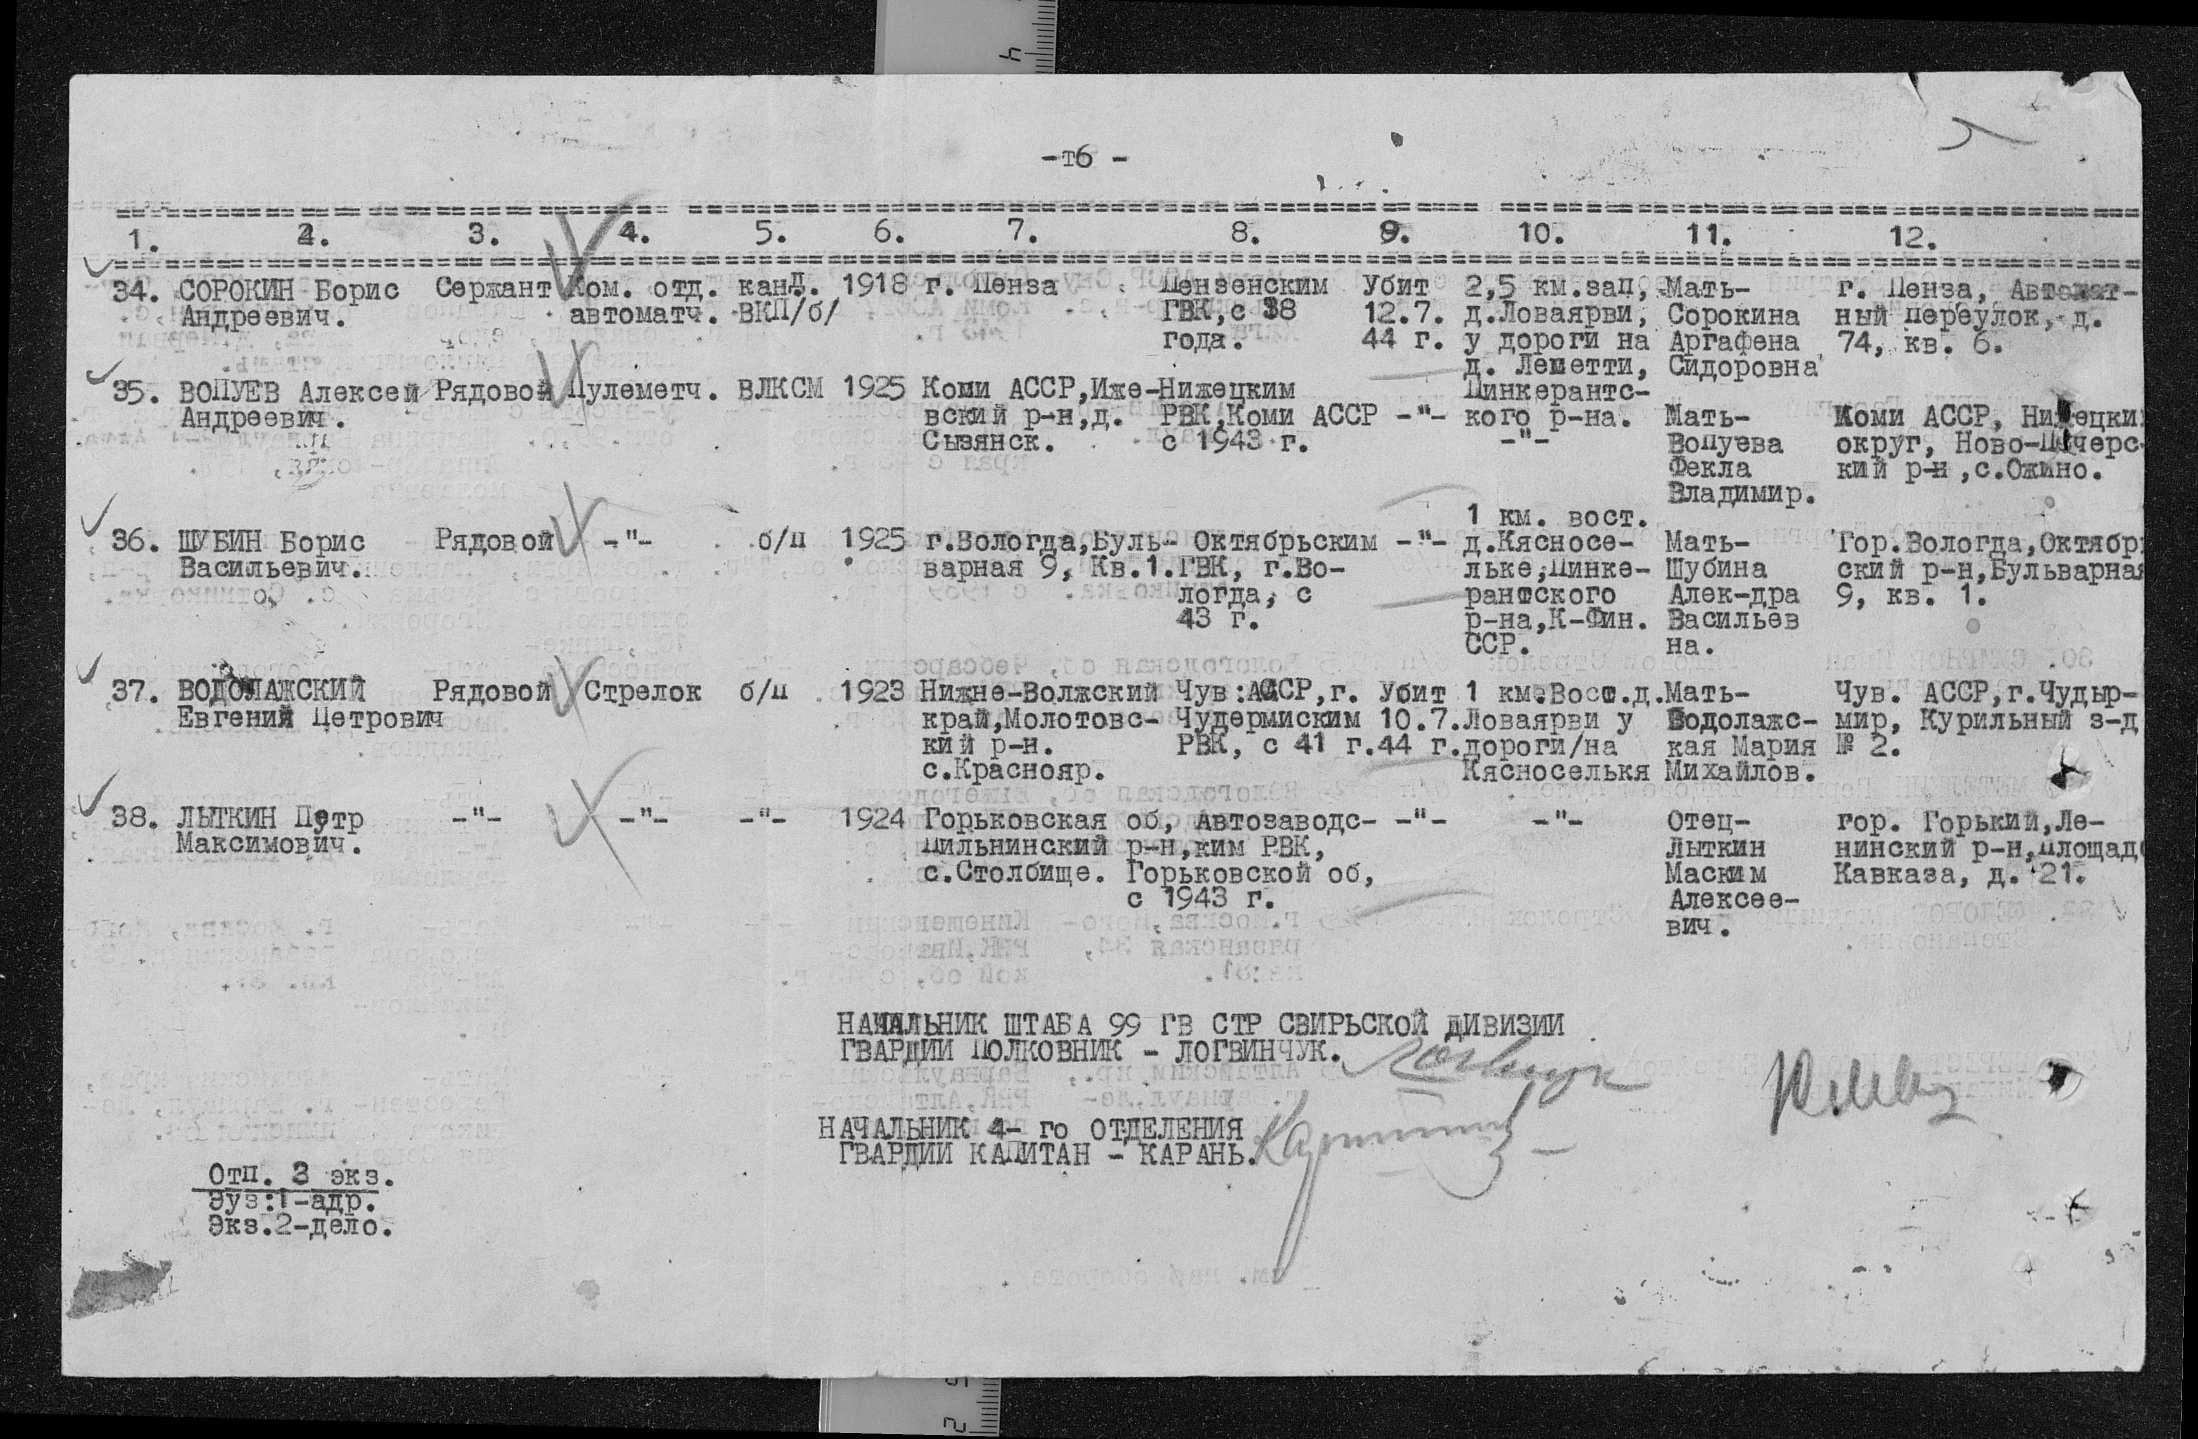 -т6 -
1. 2. 3. 4. 5. 6. 7. 8. 9. 10. 11. 12.
34. СОРОКИН Борис Сержант Ком. отд. канд. 1918 г. Пенза Пензенским Убит 2,5 км.зап, Мать- г. Пенза, Автомат-
Андреевич. автоматч. ВКП/б/ ГВК, с 38 12.7. д.Ловаярви, Сорокина ный переулок, д.
года. 44 г. у дороги на Аргафена 74, кв. 6.
д. Леметти, Сидоровна
35. ВОПУЕВ Алексей Рядовой Пулеметч. ВЛКСМ 1925 Коми АССР,Иже- Нижецким Пинкерантс-
Андреевич. вский р-н,д. РВК,Коми АССР -"- кого р-на. Мать- Коми АССР, Нижецки
Сызянск. с 1943 г. -"- Вопуева округ, Ново-Печерс-
Фекла кий р-н ,с.Ожино.
Владимир.
1 км. вост.
36. ШУБИН Борис Рядовой -"- б/п 1925 г.Вологда,Буль- Октябрьским -"- д.Кясносе- Мать- Гор.Вологда,Октябр
Васильевич. варная 9, Кв.1. ГВК, г.Во- льке,Пинке- Шубина ский р-н,Бульварная
логда, с рантского Алек-дра 9, кв. 1.
43 г. р-на,К-Фин. Васильев
ССР. на.
37. ВОДОЛАЖСКИЙ Рядовой Стрелок б/п 1923 Нижне-Волжский Чув:АССР,г. Убит 1 км.Вост.д. Мать- Чув. АССР,г.Чудыр-
Евгений Петрович край,Молотовс- Чудермиским 10.7. Ловаярви у Водолажс- мир, Курильный з-д
кий р-н. РВК, с 41 г. 44 г. дороги/на кая Мария № 2.
с.Краснояр. Кясноселькя Михайлов.
38. ЛЫТКИН Петр -"- -"- -"- 1924 Горьковская об, Автозаводс- -"- -"- Отец- гор. Горький,Ле-
Максимович. Пильнинский р-н, ким РВК, Лыткин нинский р-н,площад
с.Столбище. Горьковской об, Маским Кавказа, д. 21.
с 1943 г. Алексее-
вич.
НАЧАЛЬНИК ШТАБА 99 ГВ СТР СВИРЬСКОЙ ДИВИЗИИ
ГВАРДИИ ПОЛКОВНИК - ЛОГВИНЧУК.
НАЧАЛЬНИК 4- го ОТДЕЛЕНИЯ
ГВАРДИИ КАПИТАН - КАРАНЬ.
Отп. 3 экз.
Эуз:1-адр.
Экз.2-дело.